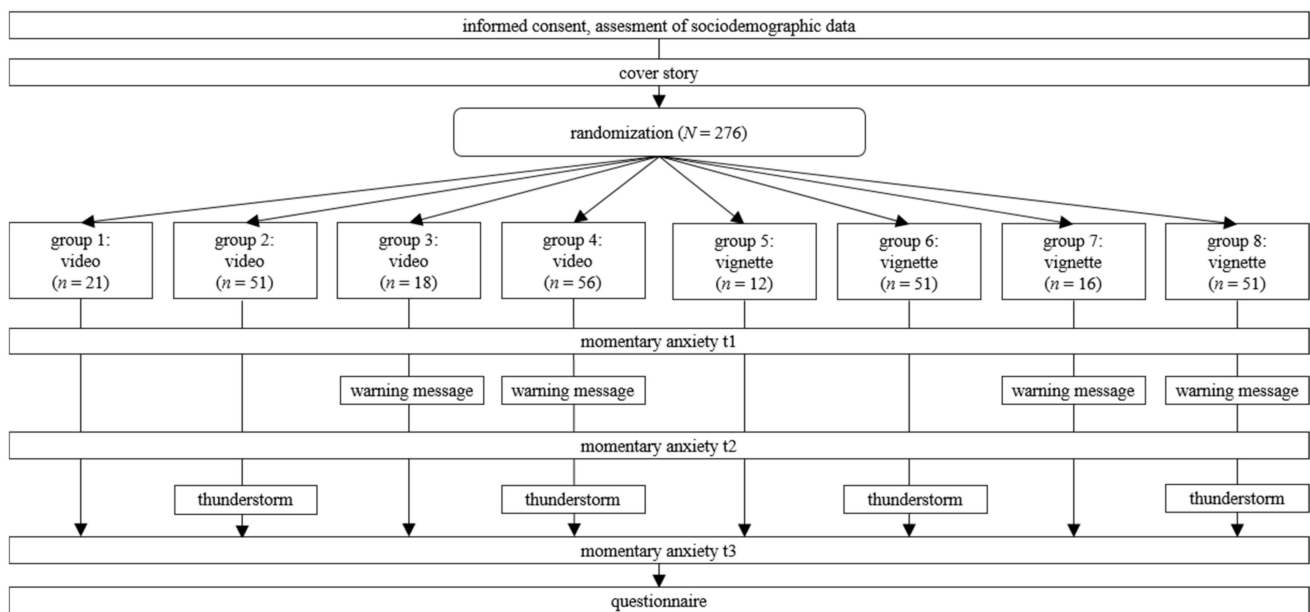 informed consent, assesment of sociodemographic data
cover story
randomization (N = 276)
group 1:
video
(n = 21)
group 2:
video
(n = 51)
group 3:
video
(n = 18)
group 4:
video
(n = 56)
group 5:
vignette
(n = 12)
group 6:
vignette
(n = 51)
group 7:
vignette
(n = 16)
group 8:
vignette
(n = 51)
momentary anxiety t1
warning message
warning message
warning message
warning message
momentary anxiety t2
thunderstorm
thunderstorm
thunderstorm
thunderstorm
momentary anxiety t3
questionnaire